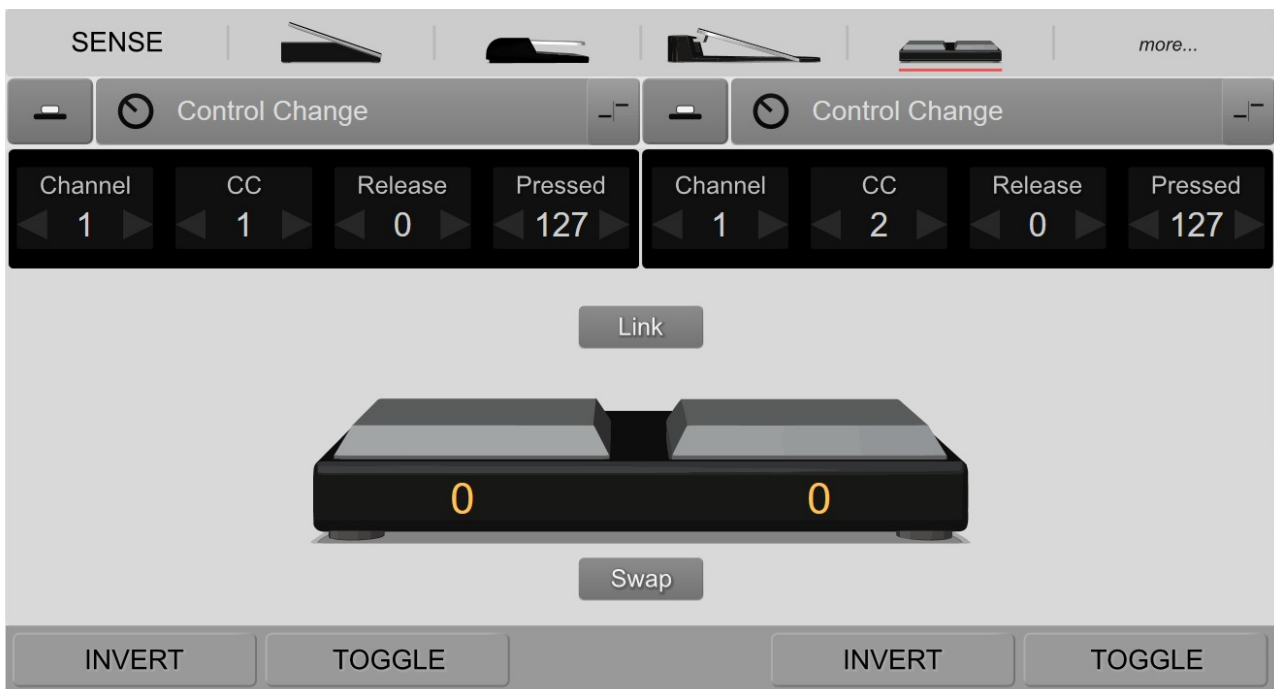 SENSE
more...
Control Change
Control Change
Channel CC Release Pressed
1 1 0 127
Channel CC Release Pressed
1 2 0 127
Link
0 0
Swap
INVERT TOGGLE INVERT TOGGLE